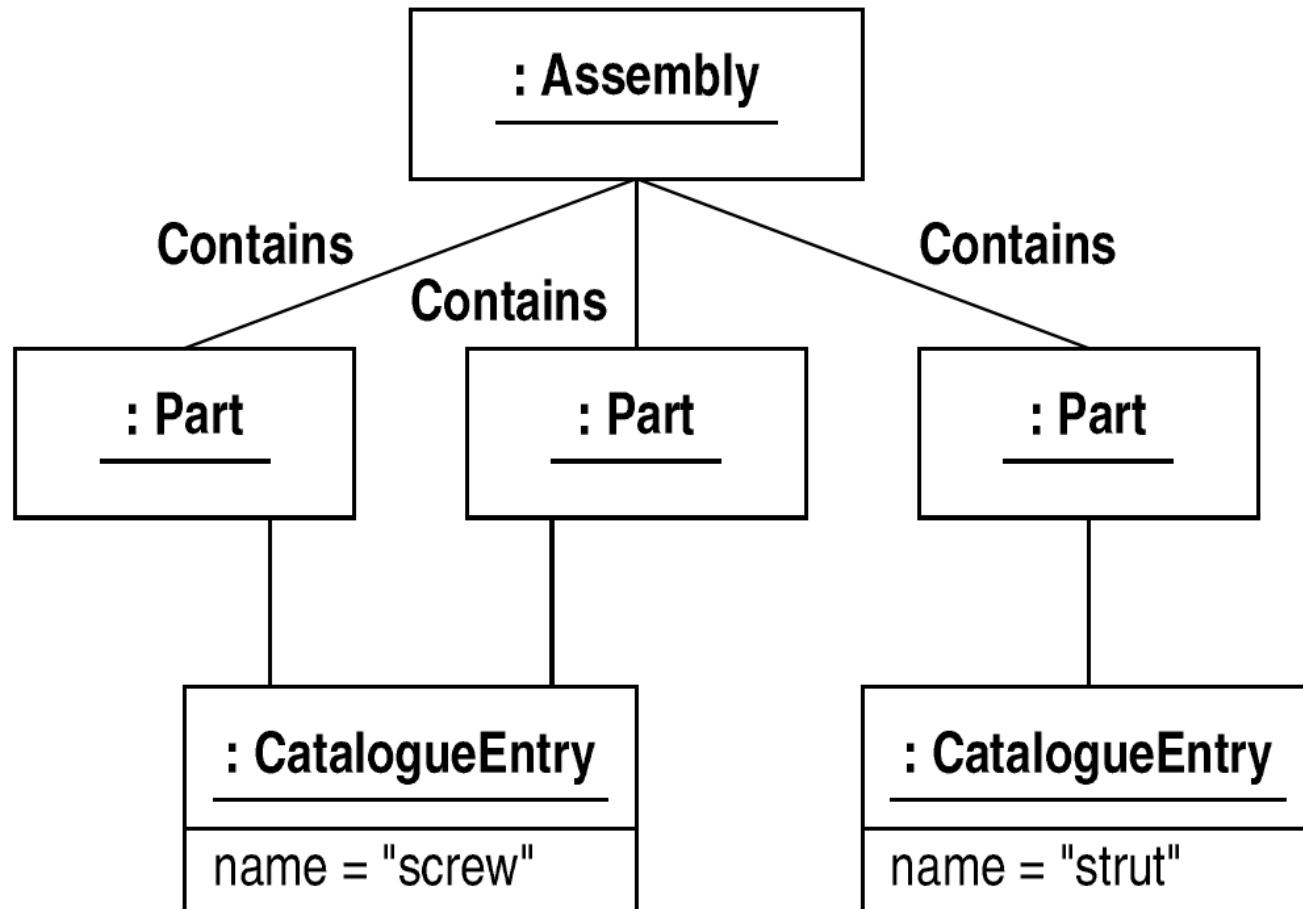 : Assembly
Contains
Contains
Contains
: Part
: Part
: Part
: CatalogueEntry
name = "screw"
: CatalogueEntry
name = "strut"